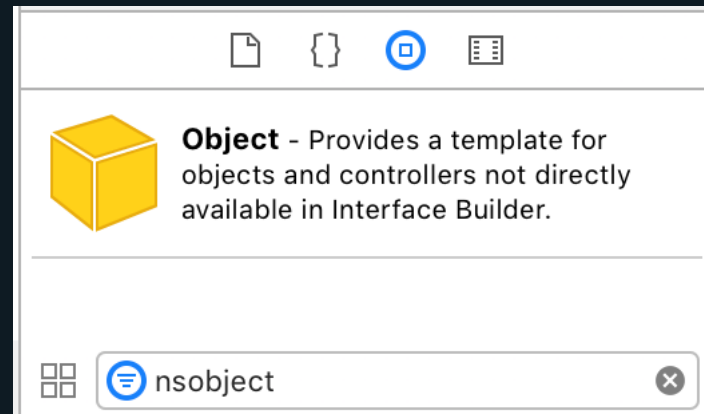 Object - Provides a template for
objects and controllers not directly
available in Interface Builder.
nsobject